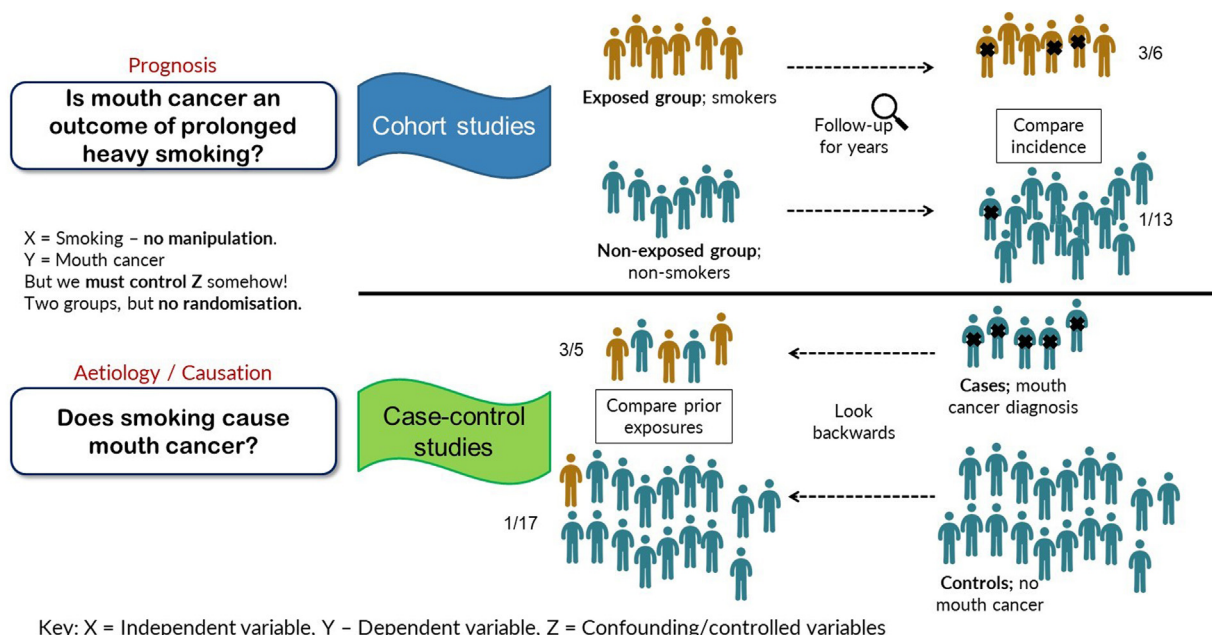 Prognosis
Is mouth cancer an
outcome of prolonged
heavy smoking?
Cohort studies
Exposed group; smokers
Follow-up
for years
3/6
Compare
incidence
Non-exposed group;
non-smokers
1/13
X = Smoking – no manipulation.
Y = Mouth cancer
But we must control Z somehow!
Two groups, but no randomisation.
Aetiology / Causation
Does smoking cause
mouth cancer?
Case-control
studies
3/5
Compare prior
exposures
1/17
Look
backwards
Cases; mouth
cancer diagnosis
Controls; no
mouth cancer
Key: X = Independent variable, Y – Dependent variable, Z = Confounding/controlled variables